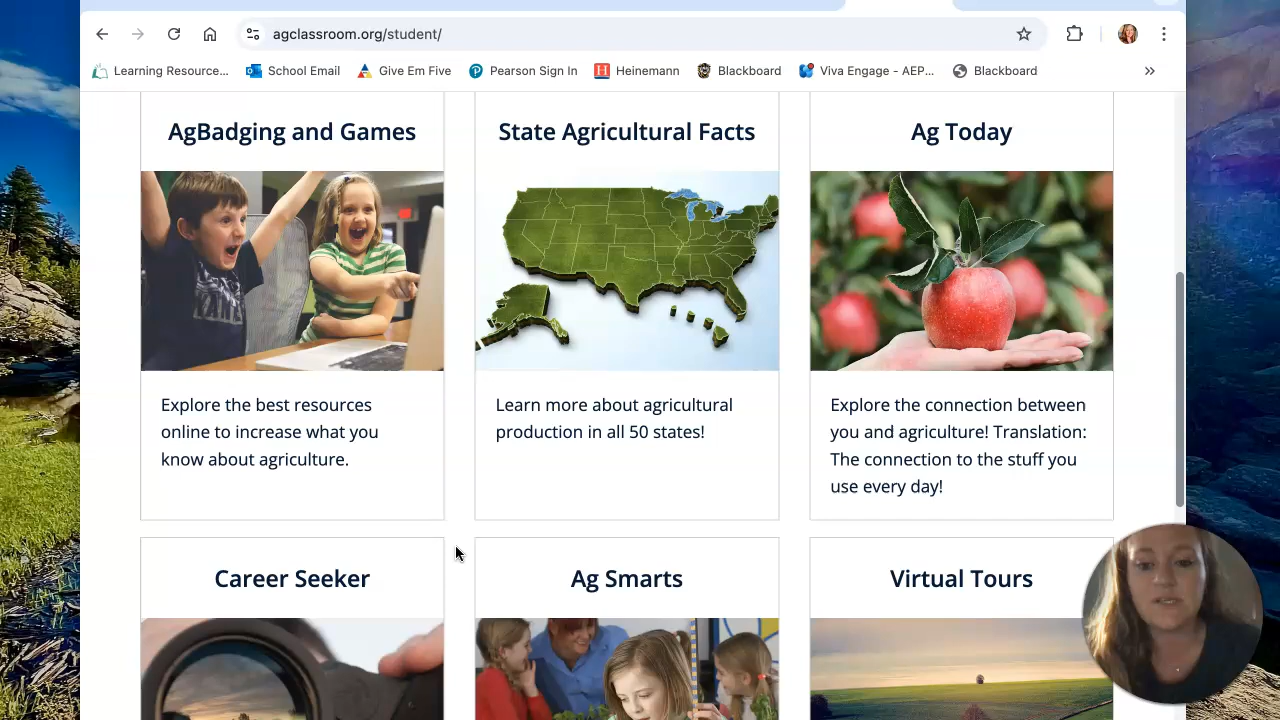 agclassroom.org/student/
Learning Resource... School Email Give Em Five Pearson Sign In Heinemann Blackboard Viva Engage - AEP... Blackboard »
AgBadging and Games
Explore the best resources
online to increase what you
know about agriculture.
State Agricultural Facts
Learn more about agricultural
production in all 50 states!
Ag Today
Explore the connection between
you and agriculture! Translation:
The connection to the stuff you
use every day!
Career Seeker
Ag Smarts
Virtual Tours